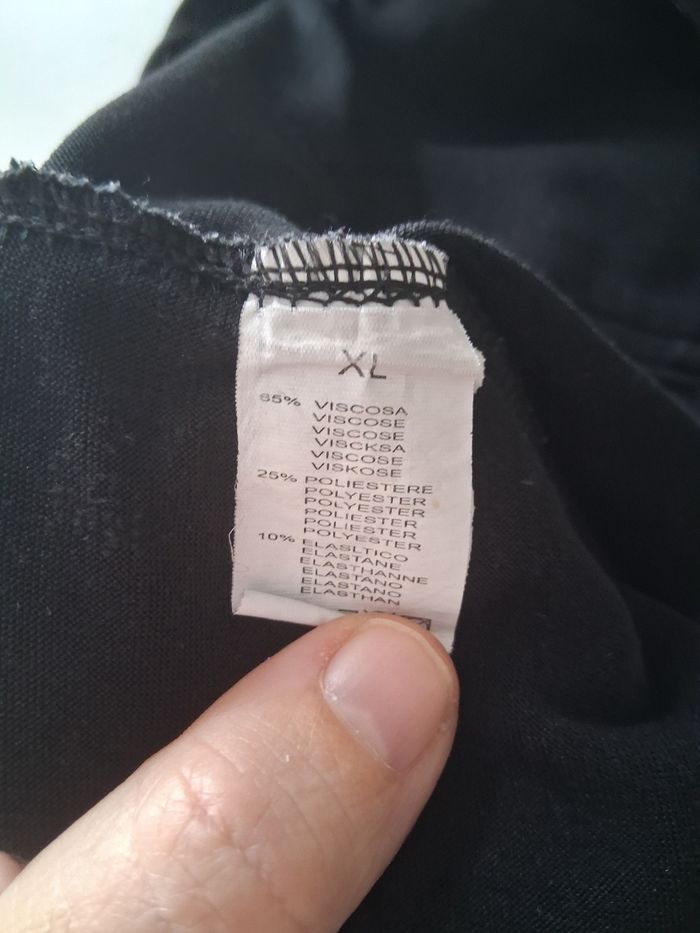 XL
65% VISCOSA
VISCOSE
VISCOSE
VISCKSA
VISCOSE
VISKOSE
25% POLIESTERE
POLYESTER
POLYESTER
POLIESTER
POLIESTER
POLYESTER
10% ELASLTICO
ELASTANE
ELASTHANNE
ELASTANO
ELASTANO
ELASTHAN